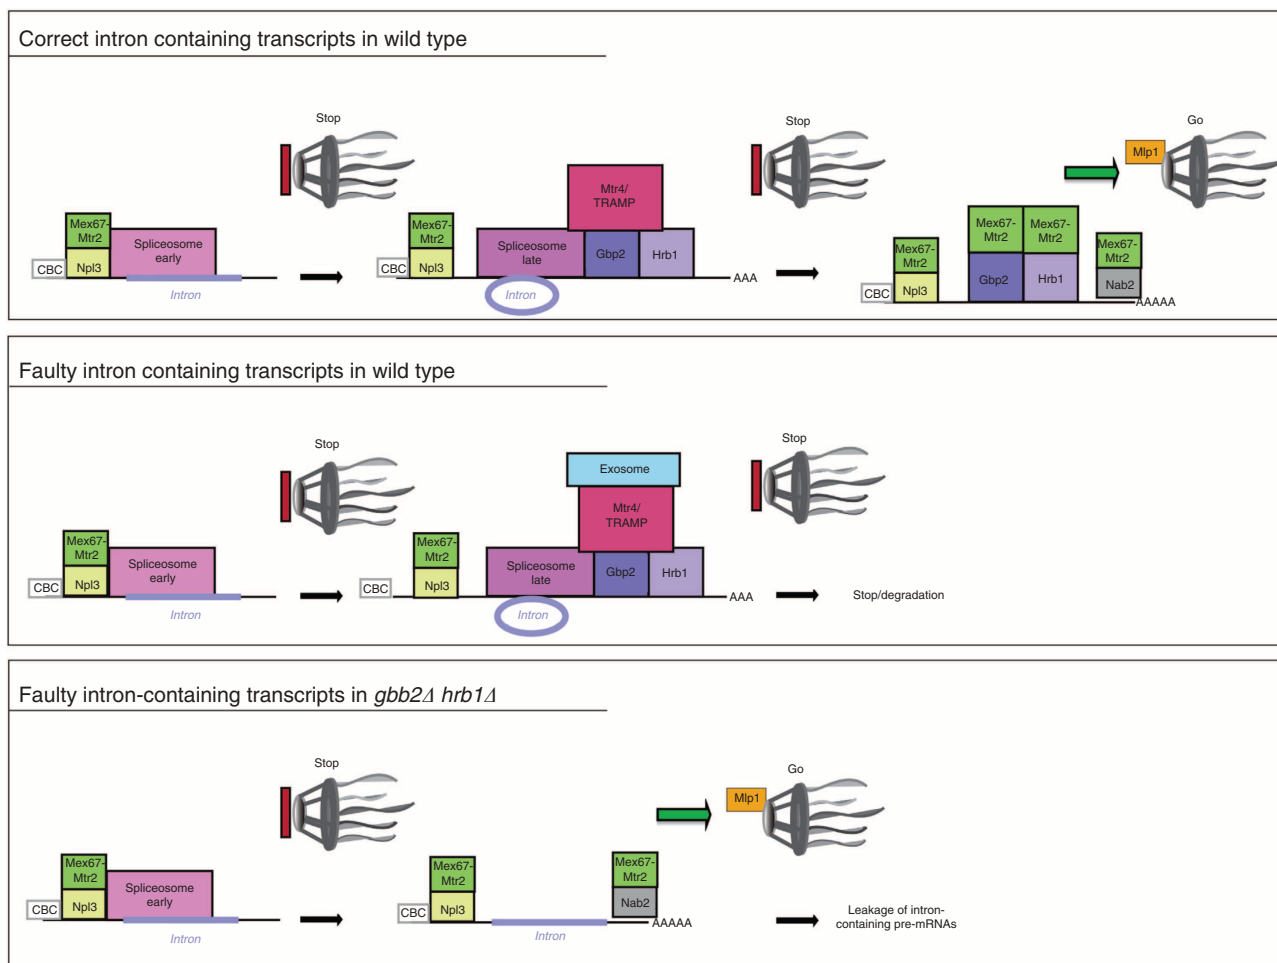 Correct intron containing transcripts in wild type
Stop
Stop
Go
Mlp1
Mex67-
Mtr2
Spliceosome
early
CBC
Npl3
Intron
Mex67-
Mtr2
CBC
Npl3
Spliceosome
late
Mtr4/
TRAMP
Gbp2
Hrb1
AAA
Intron
Mex67-
Mtr2
CBC
Npl3
Mex67-
Mtr2
Mex67-
Mtr2
Gbp2
Hrb1
Mex67-
Mtr2
Nab2
AAAAA
Faulty intron containing transcripts in wild type
Stop
Stop
Mex67-
Mtr2
Spliceosome
early
CBC
Npl3
Intron
Mex67-
Mtr2
CBC
Npl3
Spliceosome
late
Exosome
Mtr4/
TRAMP
Gbp2
Hrb1
AAA
Intron
Stop/degradation
Faulty intron-containing transcripts in gbb2Δ hrb1Δ
Stop
Go
Mlp1
Mex67-
Mtr2
Spliceosome
early
CBC
Npl3
Intron
Mex67-
Mtr2
CBC
Npl3
Intron
Mex67-
Mtr2
Nab2
AAAAA
Leakage of intron-
containing pre-mRNAs